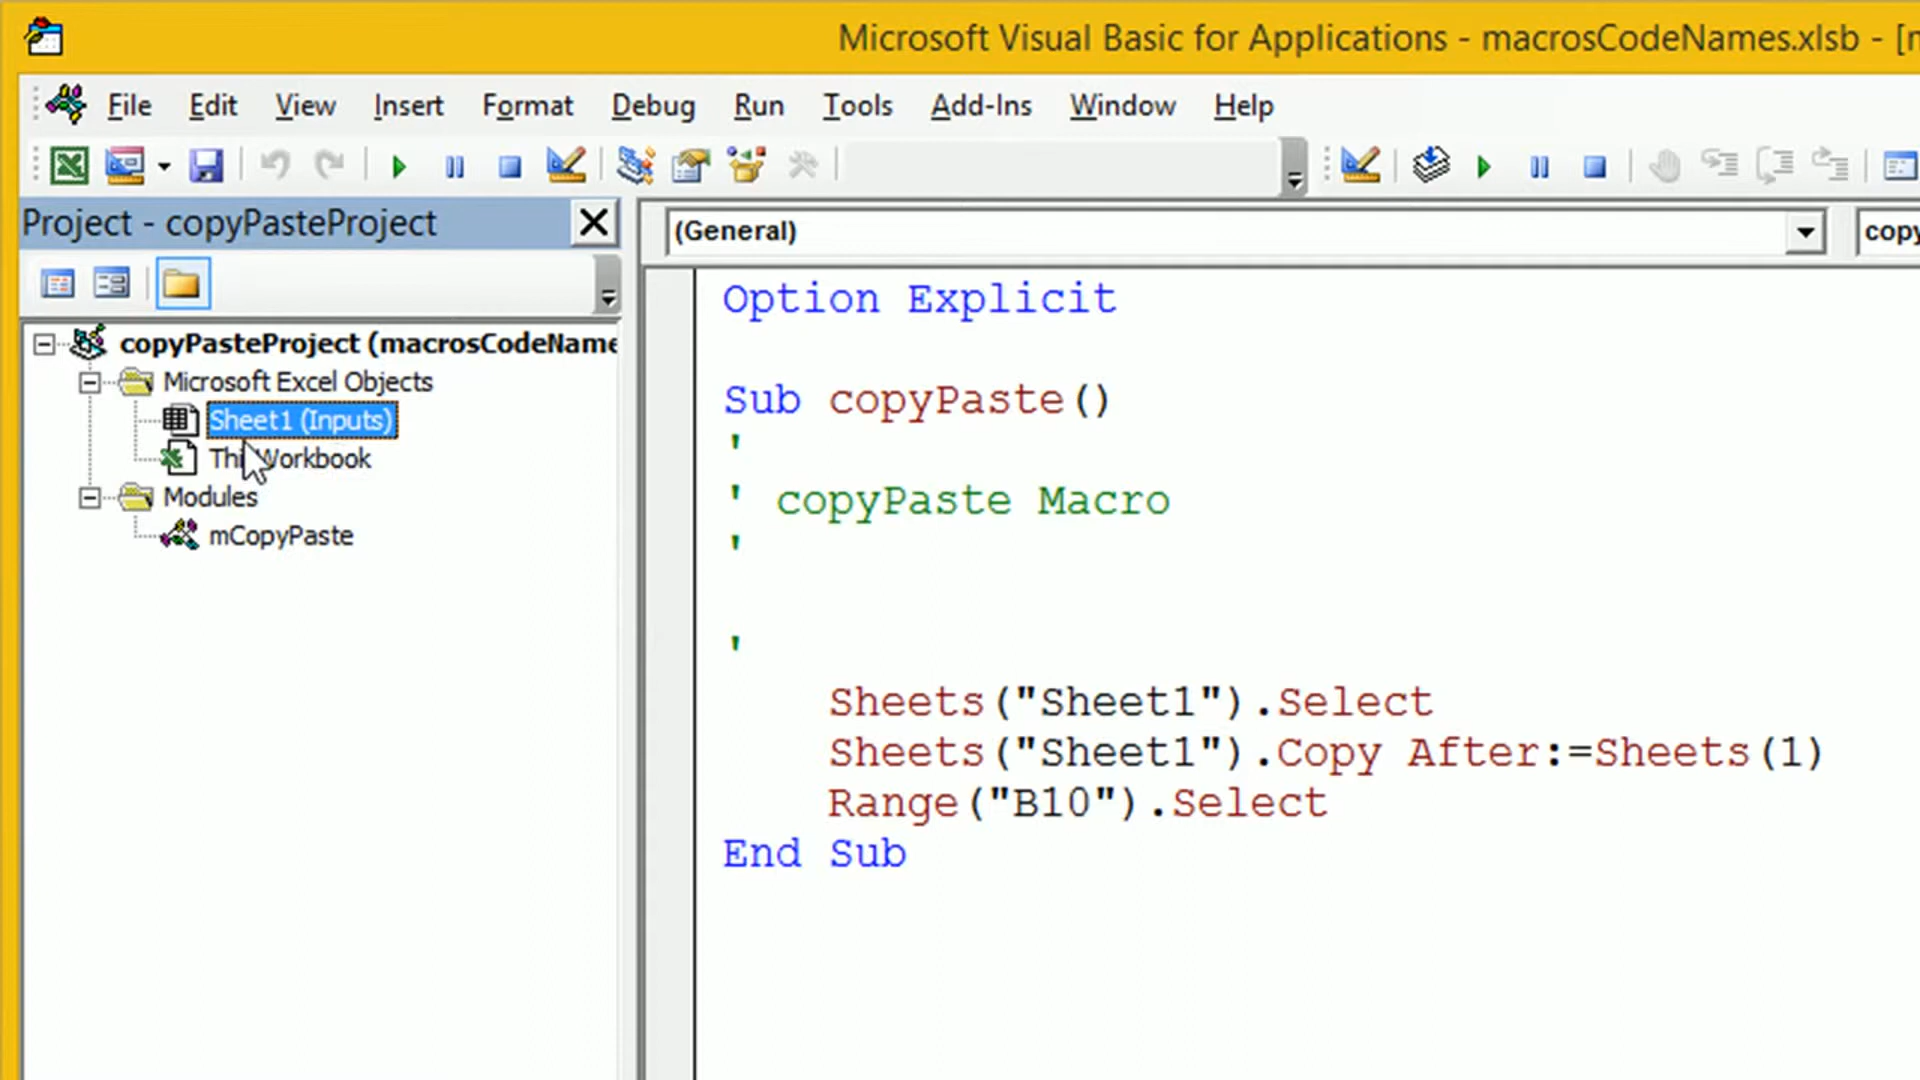 Microsoft Visual Basic for Applications - macrosCodeNames.xlsb - [
File Edit View Insert Format Debug Run Tools Add-Ins Window Help
Project - copyPasteProject
(General)
copy
copyPasteProject (macrosCodeName
Microsoft Excel Objects
Sheet1 (Inputs)
ThisWorkbook
Modules
mCopyPaste
Option Explicit
Sub copyPaste()
'
' copyPaste Macro
'
'
Sheets("Sheet1").Select
Sheets("Sheet1").Copy After:=Sheets(1)
Range("B10").Select
End Sub